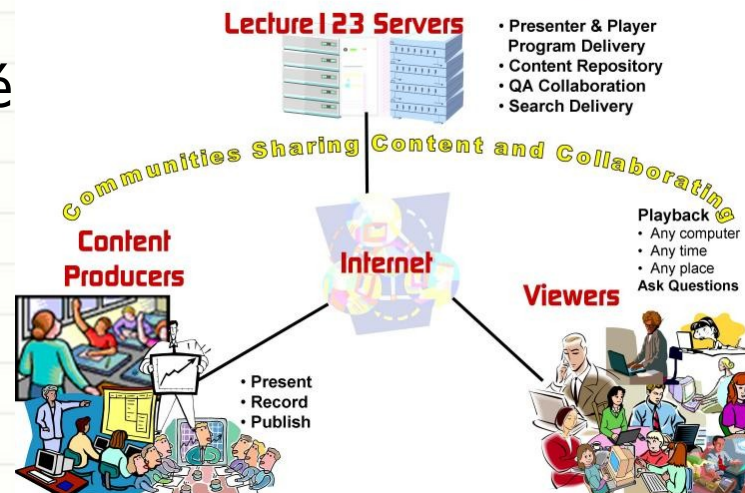 Lecture123 Servers
• Presenter & Player
Program Delivery
• Content Repository
• QA Collaboration
• Search Delivery
é
Communities Sharing Content and Collaborating
Content
Producers
Internet
Playback
• Any computer
• Any time
• Any place
Ask Questions
Viewers
• Present
• Record
• Publish